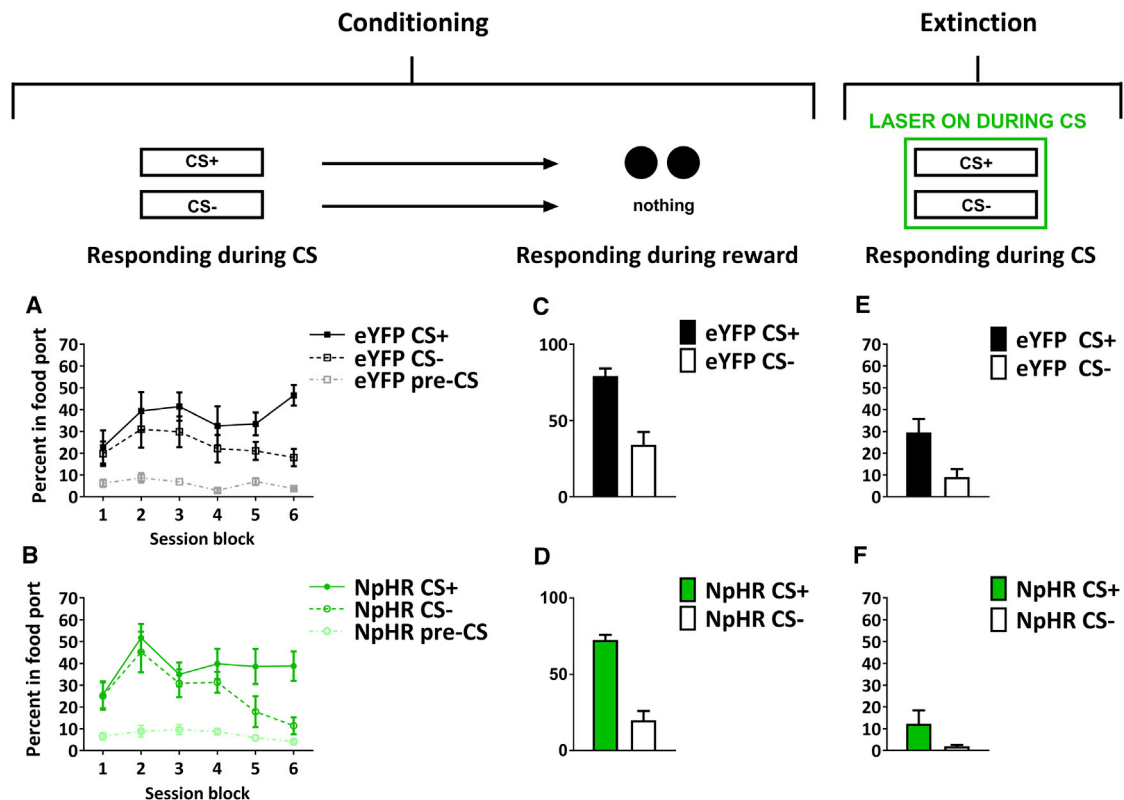 Conditioning
Extinction
LASER ON DURING CS
CS+
CS-
nothing
CS+
CS-
Responding during CS
Responding during reward
Responding during CS
A
Percent in food port
70
60
50
40
30
20
10
0
1 2 3 4 5 6
Session block
eYFP CS+
eYFP CS-
eYFP pre-CS
C
100
50
0
eYFP CS+
eYFP CS-
E
70
60
50
40
30
20
10
0
eYFP CS+
eYFP CS-
B
Percent in food port
70
60
50
40
30
20
10
0
1 2 3 4 5 6
Session block
NpHR CS+
NpHR CS-
NpHR pre-CS
D
100
50
0
NpHR CS+
NpHR CS-
F
70
60
50
40
30
20
10
0
NpHR CS+
NpHR CS-